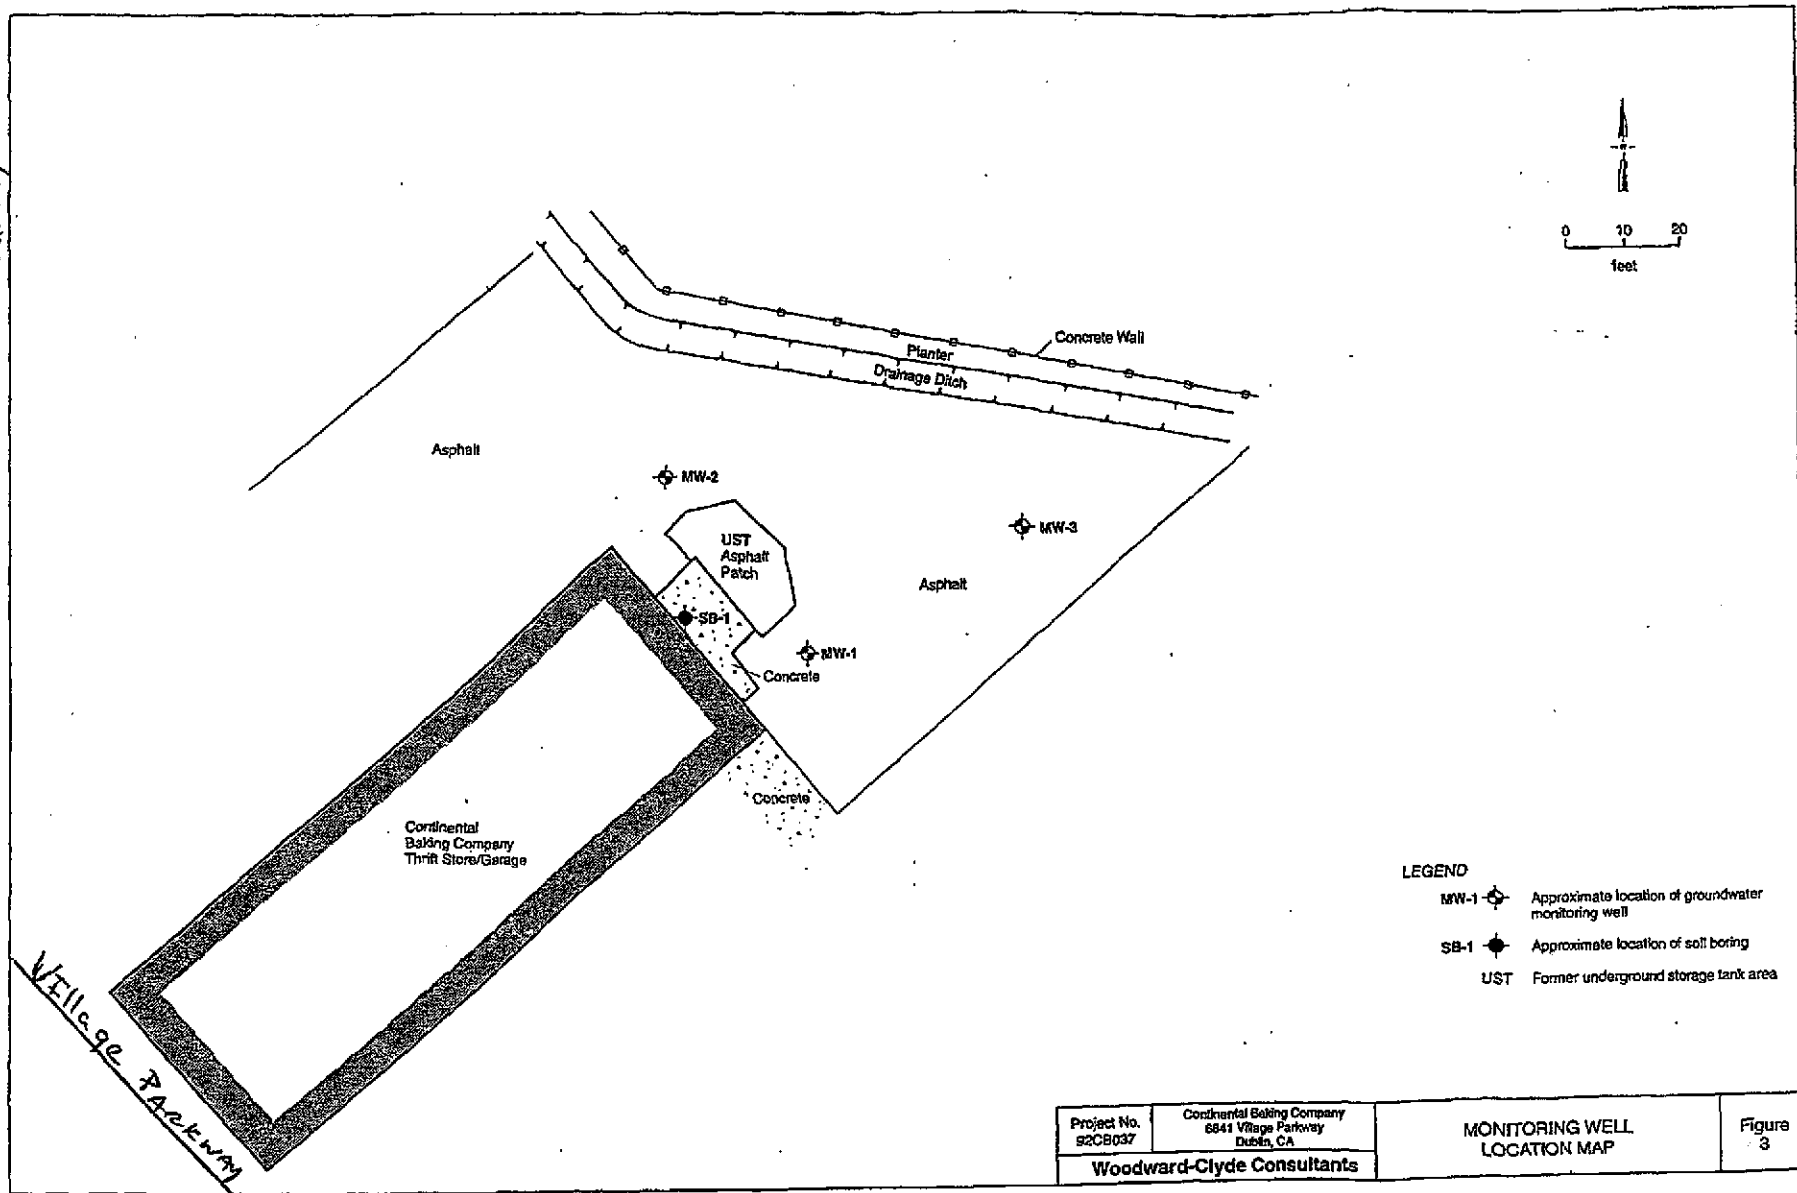 0 10 20
feet
Concrete Wall
Planter
Drainage Ditch
Asphalt
MW-2
MW-3
UST
Asphalt
Patch
Asphalt
SB-1
MW-1
Concrete
Concrete
Continental
Baking Company
Thrift Store/Garage
Village Parkway
LEGEND
MW-1 Approximate location of groundwater
monitoring well
SB-1 Approximate location of soil boring
UST Former underground storage tank area
Project No.
92CB037
Continental Baking Company
6841 Village Parkway
Dublin, CA
Woodward-Clyde Consultants
MONITORING WELL
LOCATION MAP
Figure
3